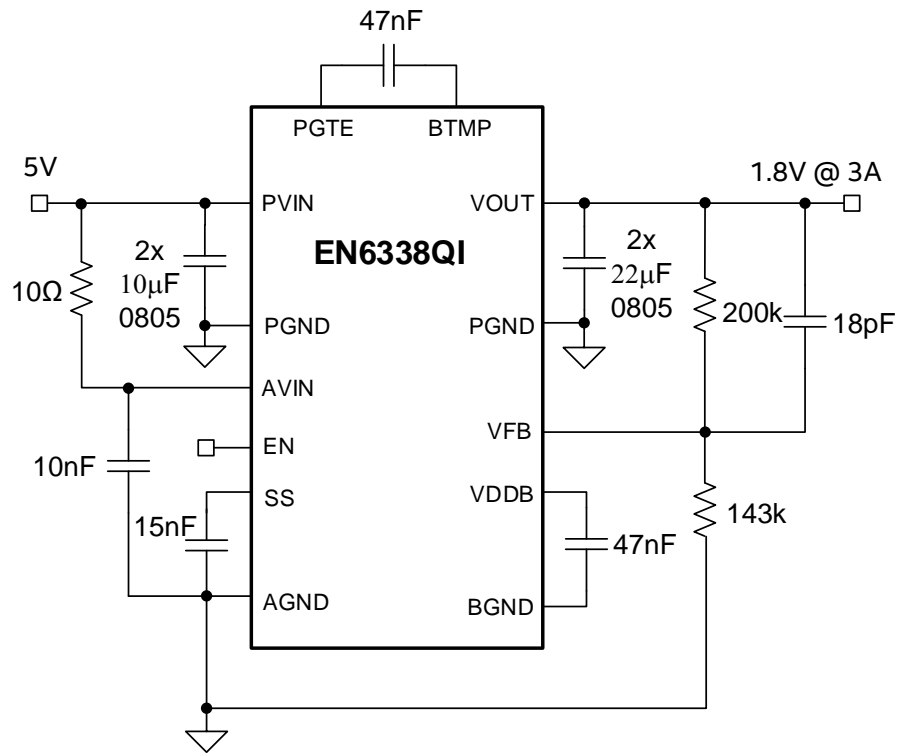 47nF
PGTE
BTMP
5V
1.8V @ 3A
PVIN
VOUT
EN6338QI
2x
10μF
0805
2x
22μF
0805
10Ω
200k
18pF
PGND
PGND
AVIN
VFB
EN
10nF
SS
VDDB
143k
15nF
47nF
AGND
BGND